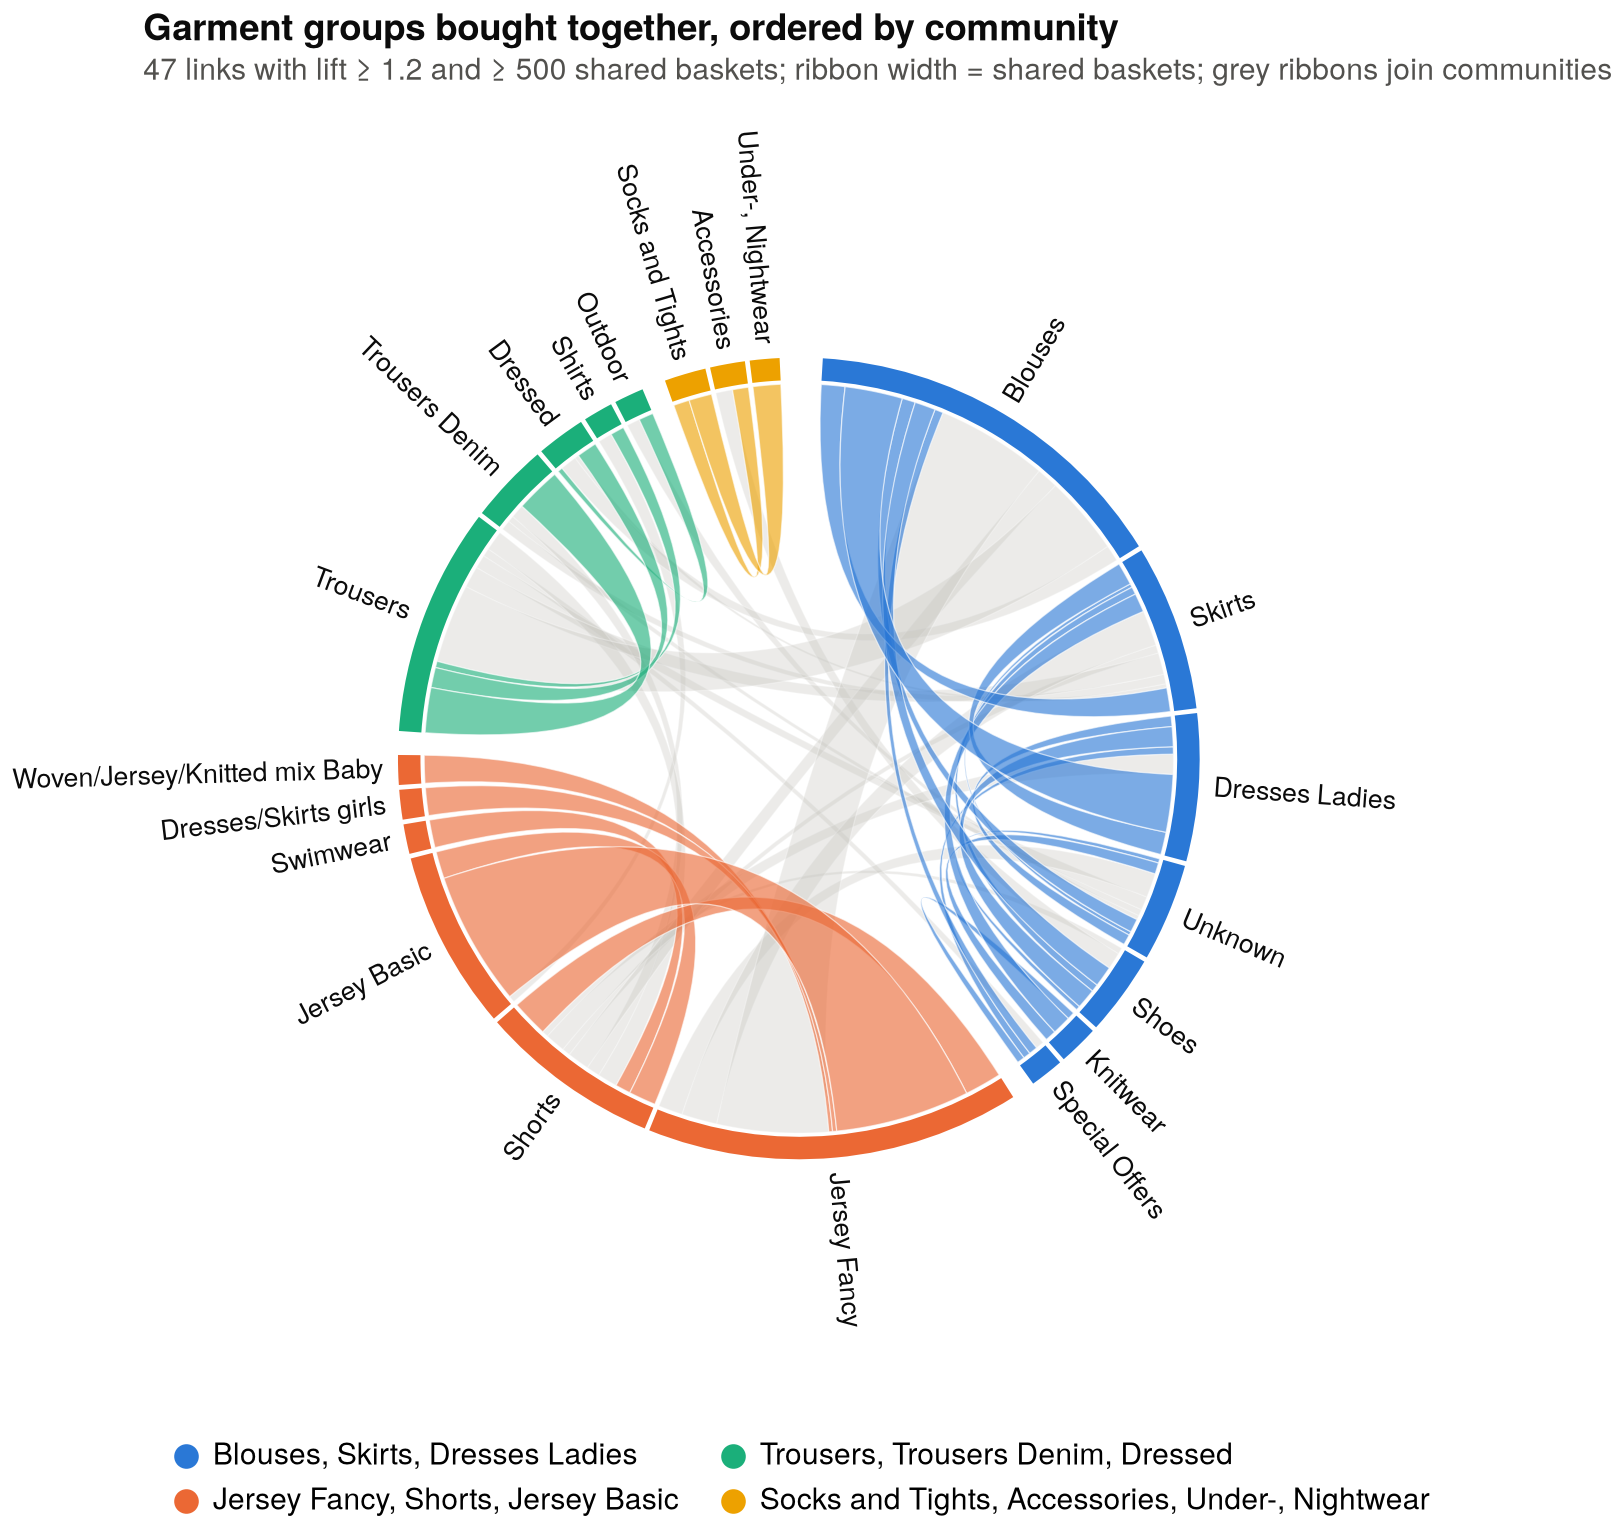 Garment groups bought together, ordered by community
47 links with lift ≥ 1.2 and ≥ 500 shared baskets; ribbon width = shared baskets; grey ribbons join communities
Under-, Nightwear
Accessories
Socks and Tights
Outdoor
Shirts
Dressed
Trousers Denim
Trousers
Woven/Jersey/Knitted mix Baby
Dresses/Skirts girls
Swimwear
Jersey Basic
Shorts
Jersey Fancy
Special Offers
Knitwear
Shoes
Unknown
Dresses Ladies
Skirts
Blouses
Blouses, Skirts, Dresses Ladies
Trousers, Trousers Denim, Dressed
Jersey Fancy, Shorts, Jersey Basic
Socks and Tights, Accessories, Under-, Nightwear